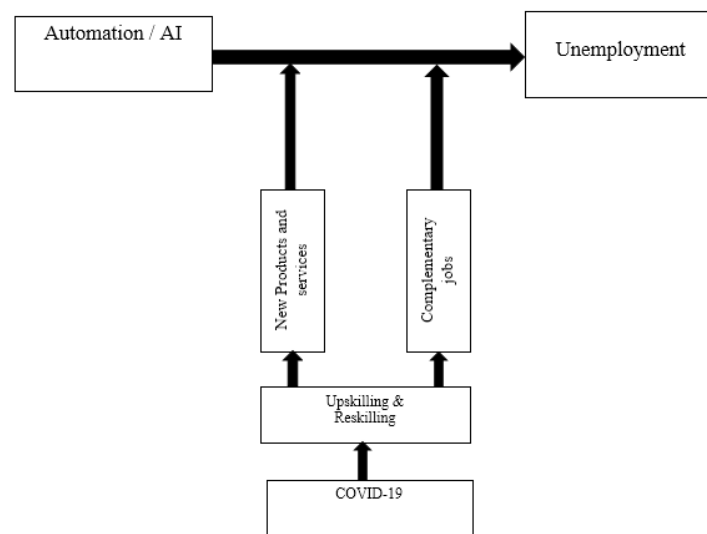 Automation / AI
Unemployment
New Products and
services
Complementary
jobs
Upskilling &
Reskilling
COVID-19